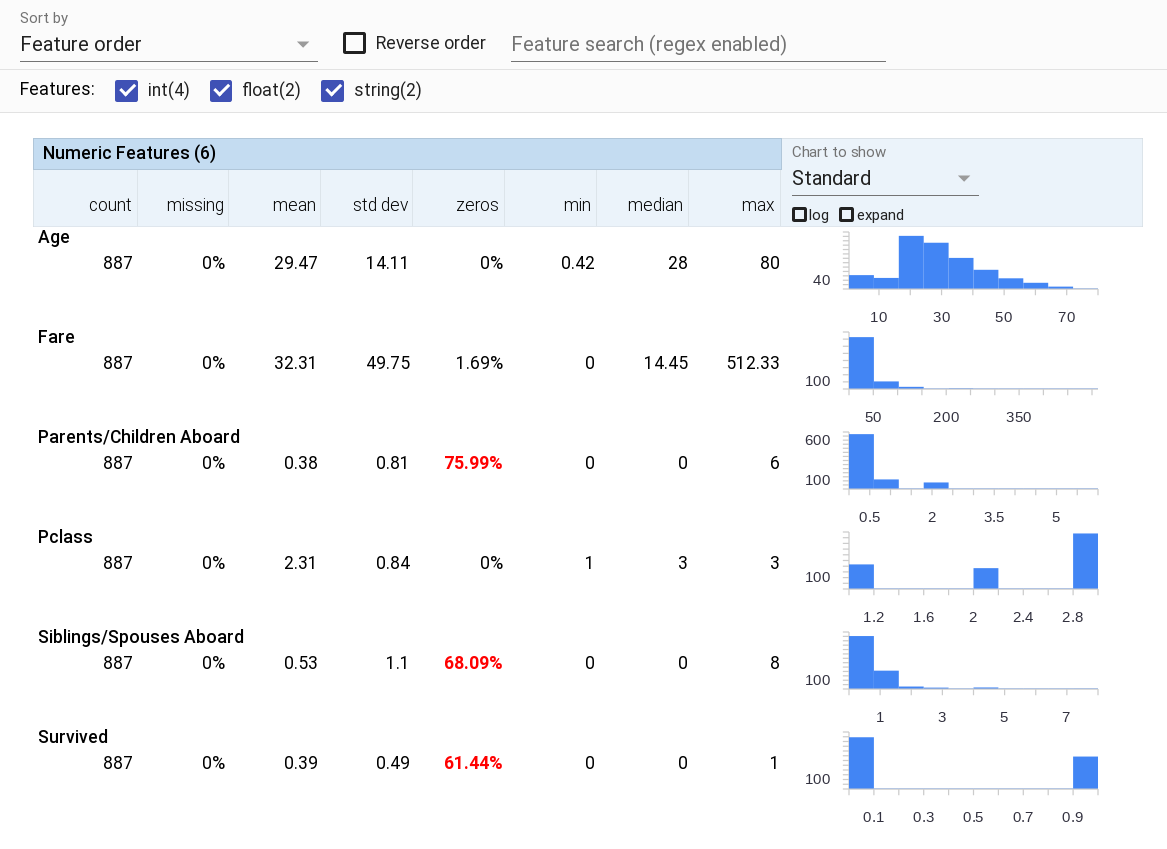 Sort by
Feature order
Reverse order
Feature search (regex enabled)
Features:
int(4)
float(2)
string(2)
Numeric Features (6)
Chart to show
Standard
count missing mean std dev zeros min median max
log expand
Age
887 0% 29.47 14.11 0% 0.42 28 80
40
10 30 50 70
Fare
887 0% 32.31 49.75 1.69% 0 14.45 512.33
100
50 200 350
Parents/Children Aboard
600
887 0% 0.38 0.81 75.99% 0 0 6
100
0.5 2 3.5 5
Pclass
887 0% 2.31 0.84 0% 1 3 3
100
1.2 1.6 2 2.4 2.8
Siblings/Spouses Aboard
887 0% 0.53 1.1 68.09% 0 0 8
100
1 3 5 7
Survived
887 0% 0.39 0.49 61.44% 0 0 1
100
0.1 0.3 0.5 0.7 0.9